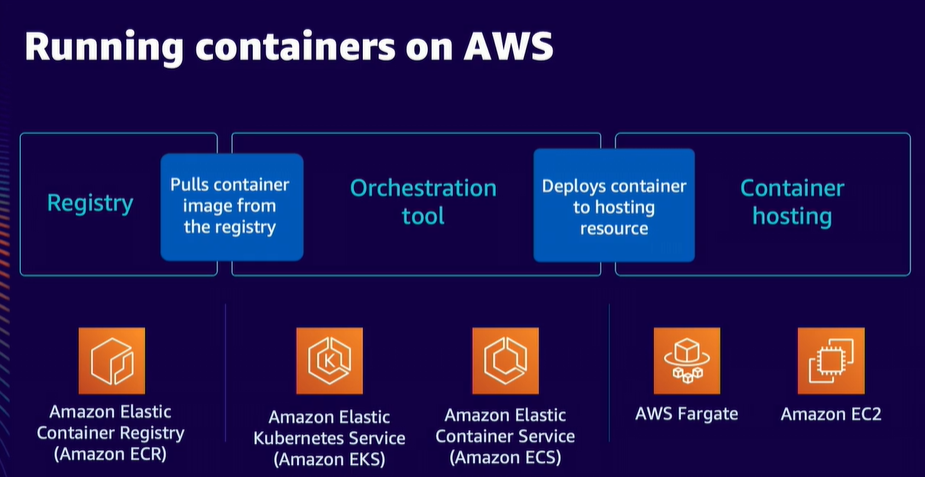 Running containers on AWS
Registry
Pulls container
image from
the registry
Orchestration
tool
Deploys container
to hosting
resource
Container
hosting
Amazon Elastic
Container Registry
(Amazon ECR)
K
Amazon Elastic
Kubernetes Service
(Amazon EKS)
Amazon Elastic
Container Service
(Amazon ECS)
AWS Fargate
Amazon EC2